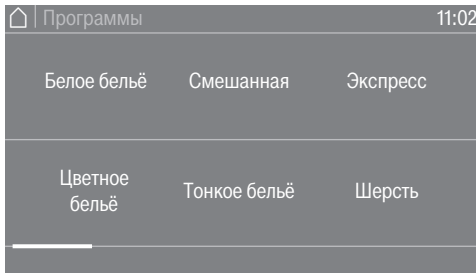 Программы 11:02
Белое бельё Смешанная Экспресс
Цветное
бельё Тонкое бельё Шерсть